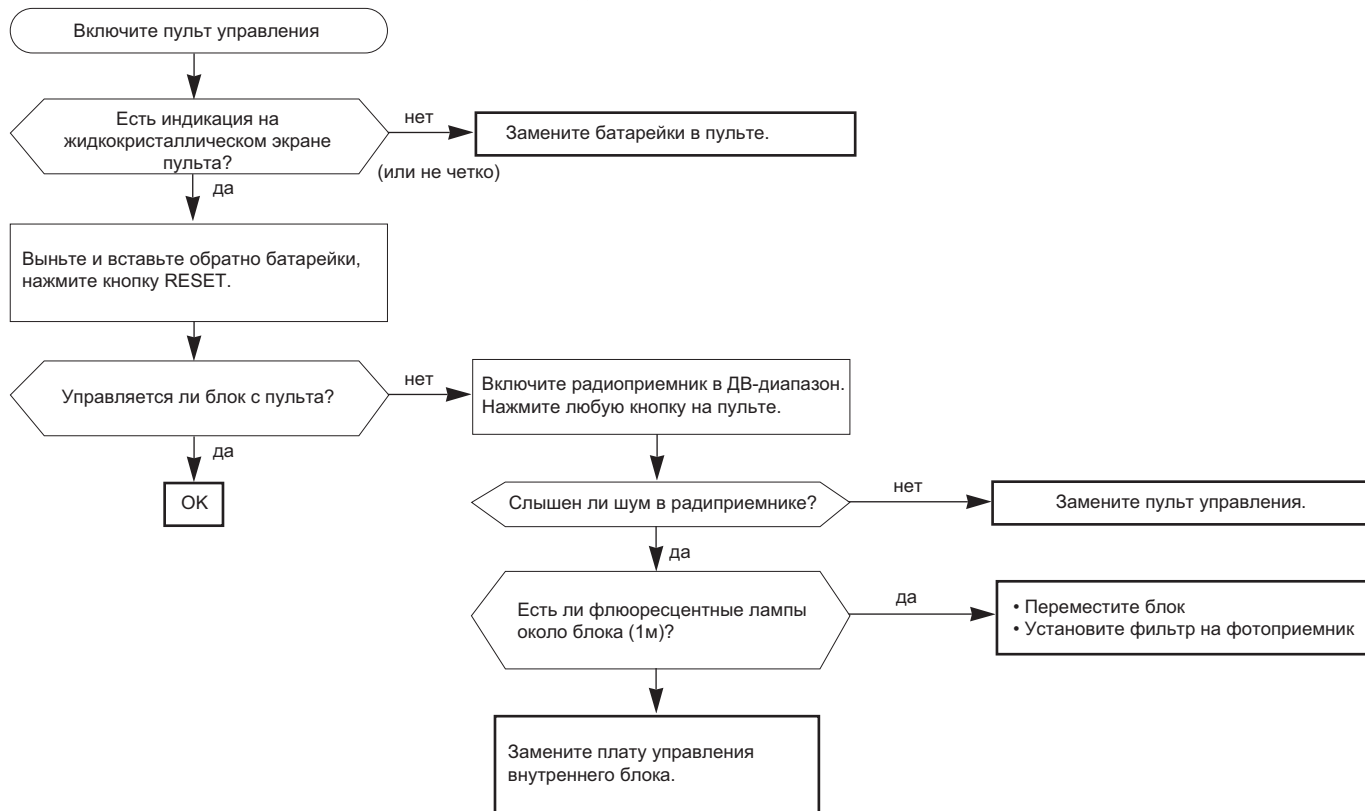 Включите пульт управления
Есть индикация на
жидкокристаллическом экране
пульта?
нет
(или не четко)
Замените батарейки в пульте.
да
Выньте и вставьте обратно батарейки,
нажмите кнопку RESET.
Управляется ли блок с пульта?
нет
Включите радиоприемник в ДВ-диапазон.
Нажмите любую кнопку на пульте.
да
OK
Слышен ли шум в радиприемнике?
нет
Замените пульт управления.
да
Есть ли флюоресцентные лампы
около блока (1м)?
да
• Переместите блок
• Установите фильтр на фотоприемник
Замените плату управления
внутреннего блока.